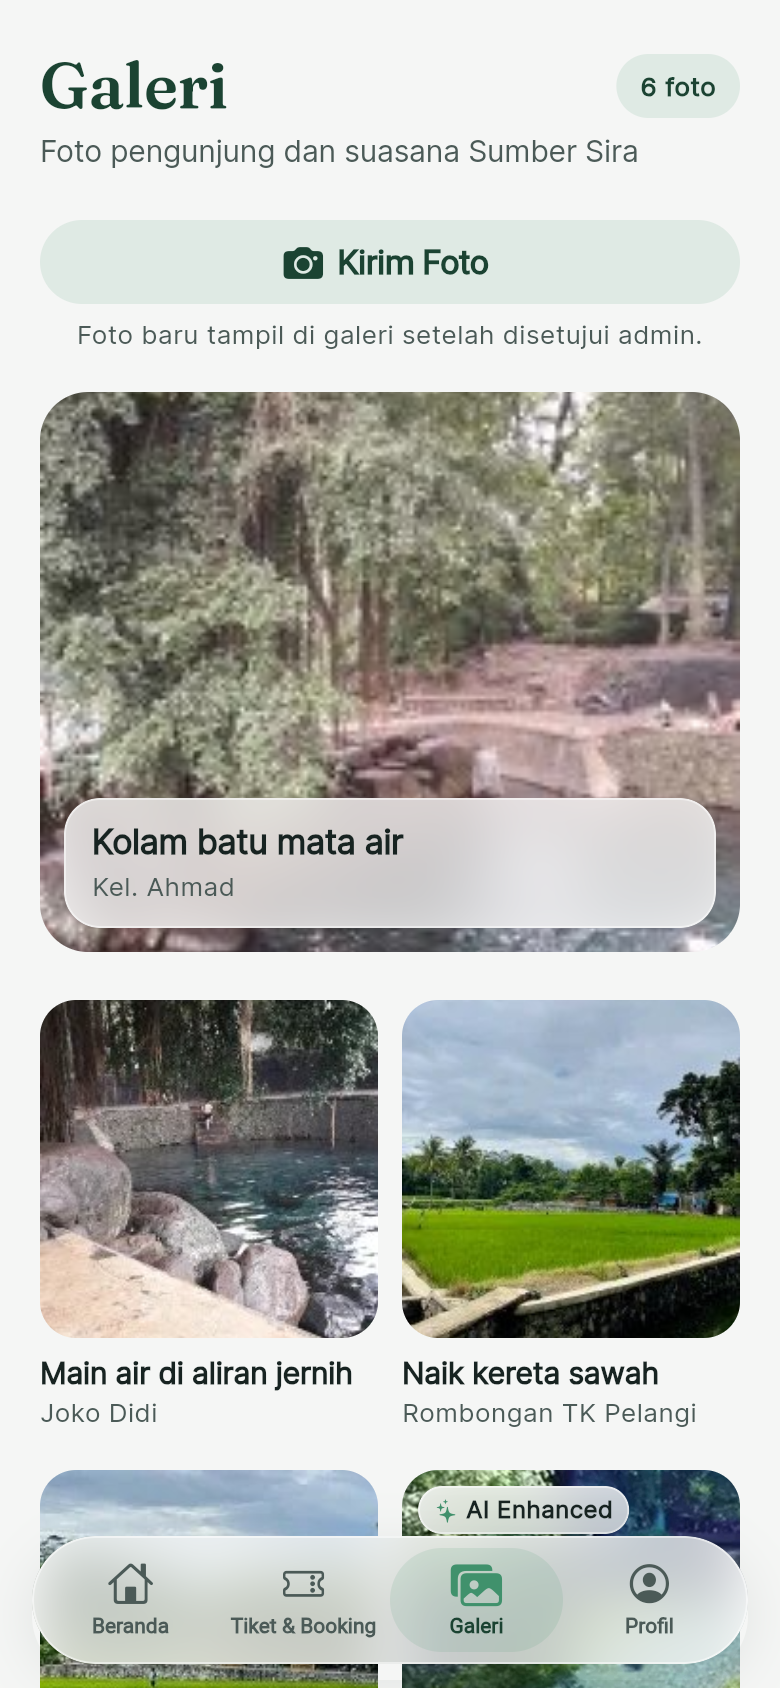 Galeri
6 foto
Foto pengunjung dan suasana Sumber Sira
Kirim Foto
Foto baru tampil di galeri setelah disetujui admin.
Kolam batu mata air
Kel. Ahmad
Main air di aliran jernih
Joko Didi
Naik kereta sawah
Rombongan TK Pelangi
AI Enhanced
Beranda
Tiket & Booking
Galeri
Profil